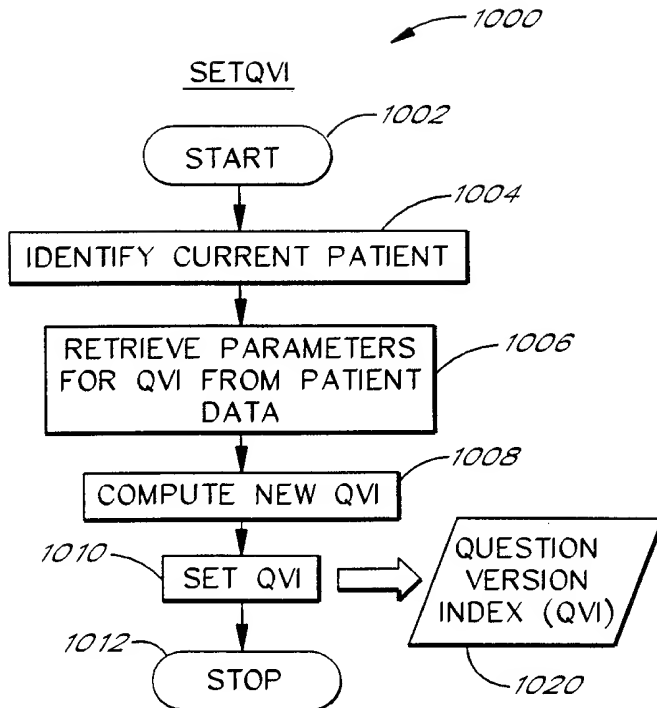 1000
SETQVI
1002
START
1004
IDENTIFY CURRENT PATIENT
1006
RETRIEVE PARAMETERS
FOR QVI FROM PATIENT
DATA
1008
COMPUTE NEW QVI
1010
SET QVI
QUESTION
VERSION
INDEX (QVI)
1020
1012
STOP